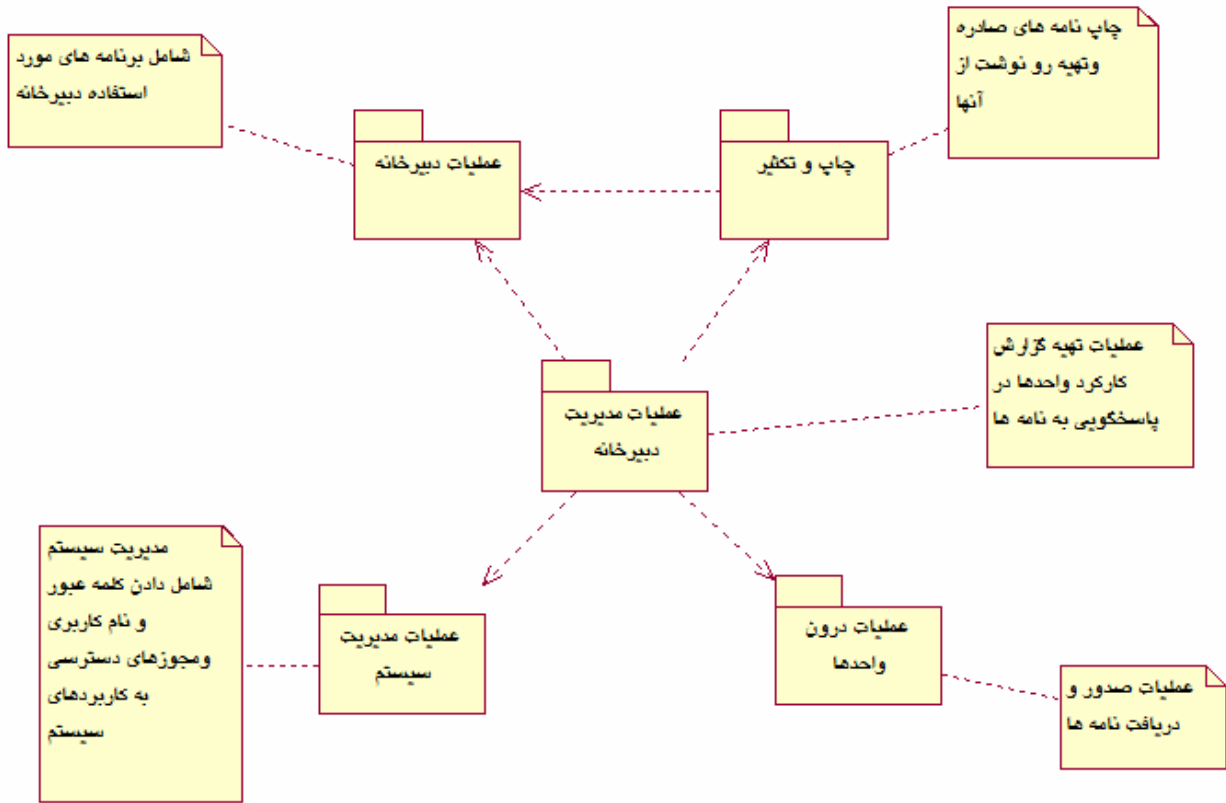 چاپ نامه های صادره
وتهیه رو نوشت از
آنها
شامل برنامه های مورد
استفاده دبیرخانه
چاپ و تکثیر
عملیات دبیرخانه
عملیات تهیه گزارش
کارکرد واحدها در
پاسخگویی به نامه ها
عملیات مدیریت
دبیرخانه
عملیات درون
واحدها
عملیات مدیریت
سیستم
مدیریت سیستم
شامل دادن کلمه عبور
و نام کاربری
ومجوزهای دسترسی
به کاربردهای
سیستم
عملیات صدور و
دریافت نامه ها